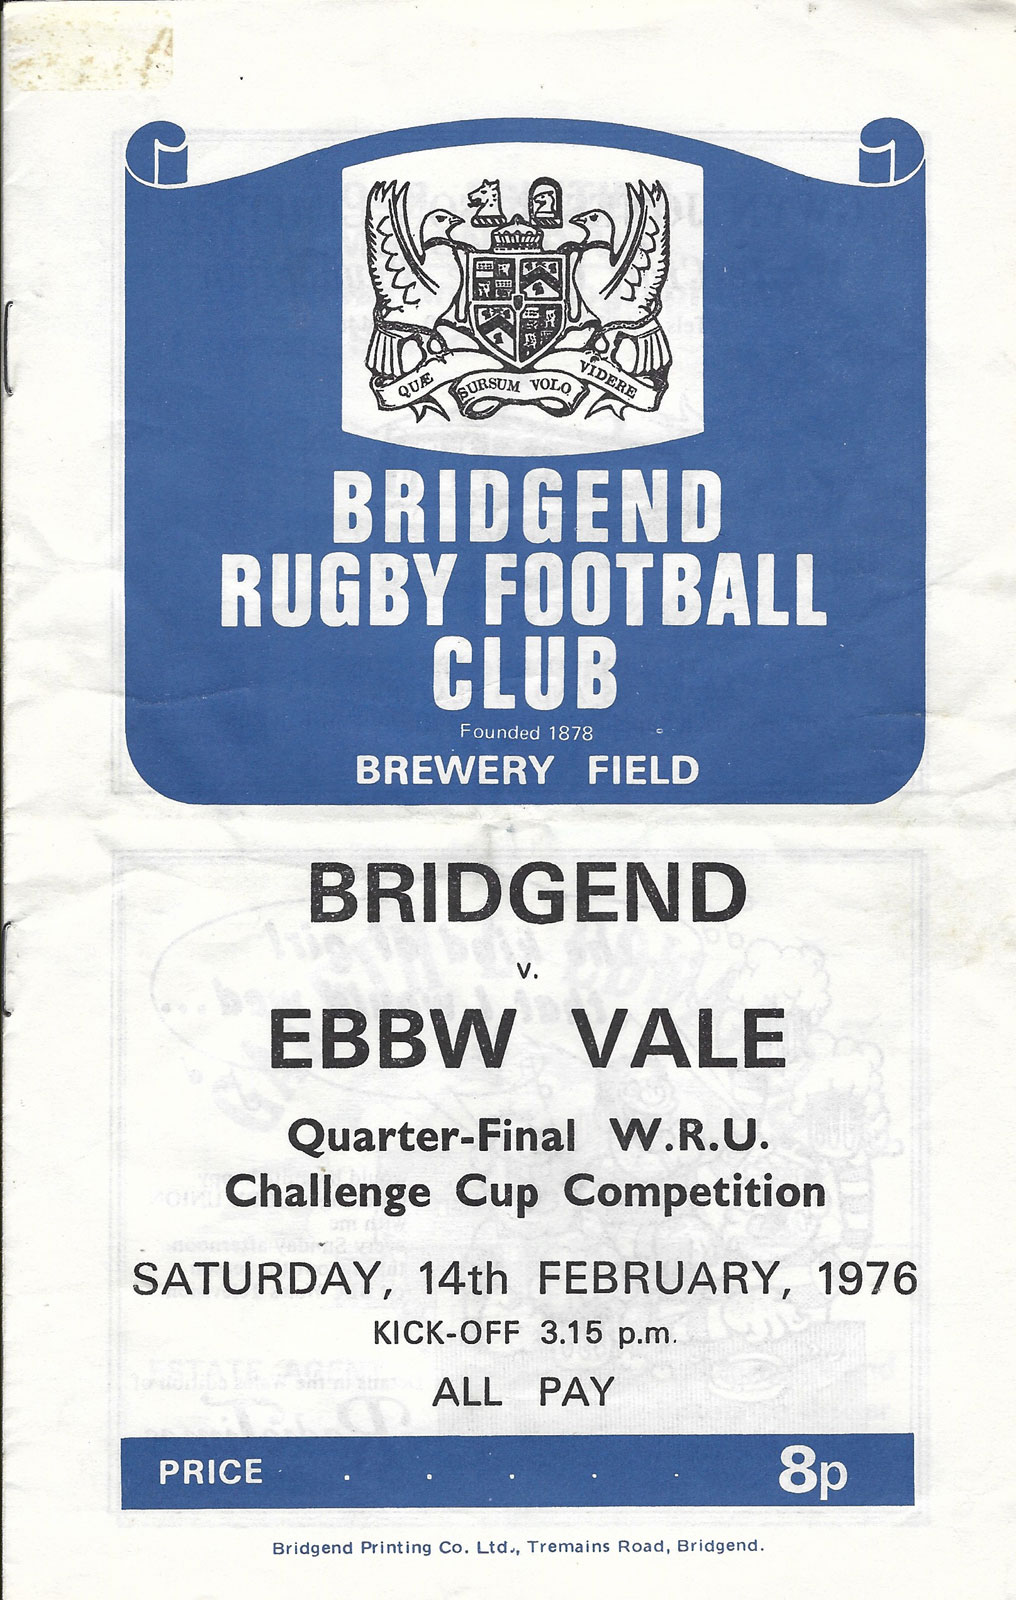 QUÆ SURSUM VOLO VIDERE
BRIDGEND
RUGBY FOOTBALL
CLUB
Founded 1878
BREWERY FIELD
BRIDGEND
v.
EBBW VALE
Quarter-Final W.R.U.
Challenge Cup Competition
SATURDAY, 14th FEBRUARY, 1976
KICK-OFF 3.15 p.m.
ALL PAY
PRICE . . . . . 8p
Bridgend Printing Co. Ltd., Tremains Road, Bridgend.